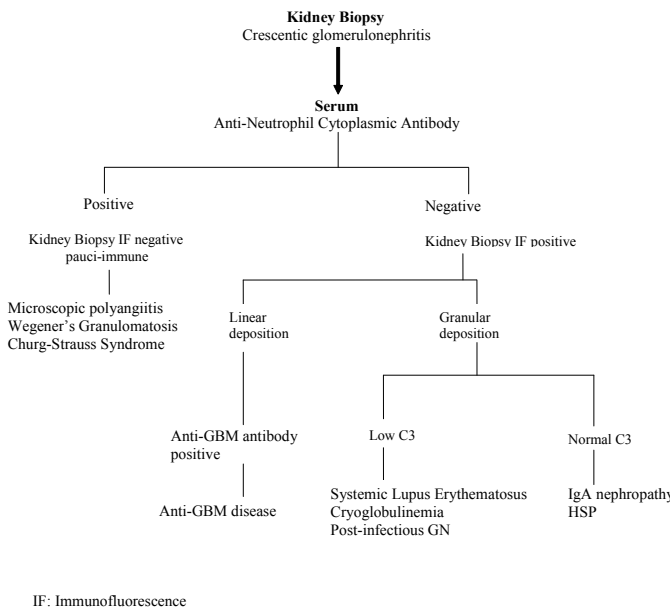 Kidney Biopsy
Crescentic glomerulonephritis
Serum
Anti-Neutrophil Cytoplasmic Antibody
Positive
Negative
Kidney Biopsy IF negative
pauci-immune
Kidney Biopsy IF positive
Microscopic polyangiitis
Wegener's Granulomatosis
Churg-Strauss Syndrome
Linear
deposition
Granular
deposition
Anti-GBM antibody
positive
Low C3
Normal C3
Anti-GBM disease
Systemic Lupus Erythematosus
Cryoglobulinemia
Post-infectious GN
IgA nephropathy
HSP
IF: Immunofluorescence